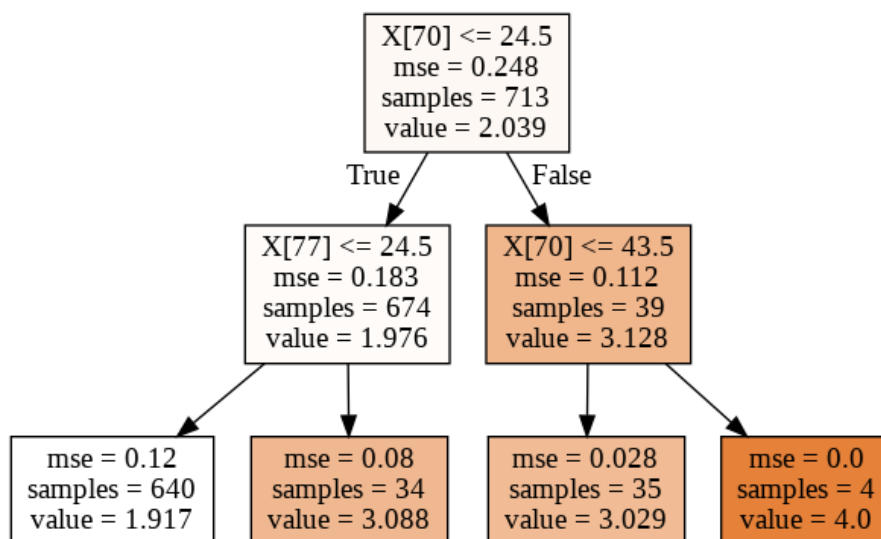 X[70] <= 24.5
mse = 0.248
samples = 713
value = 2.039
True
False
X[77] <= 24.5
mse = 0.183
samples = 674
value = 1.976
X[70] <= 43.5
mse = 0.112
samples = 39
value = 3.128
mse = 0.12
samples = 640
value = 1.917
mse = 0.08
samples = 34
value = 3.088
mse = 0.028
samples = 35
value = 3.029
mse = 0.0
samples = 4
value = 4.0